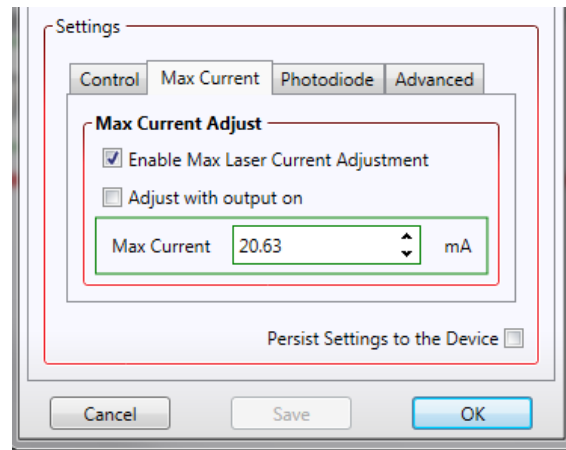 Settings
Control Max Current Photodiode Advanced
Max Current Adjust
Enable Max Laser Current Adjustment
Adjust with output on
Max Current 20.63 mA
Persist Settings to the Device
Cancel Save OK